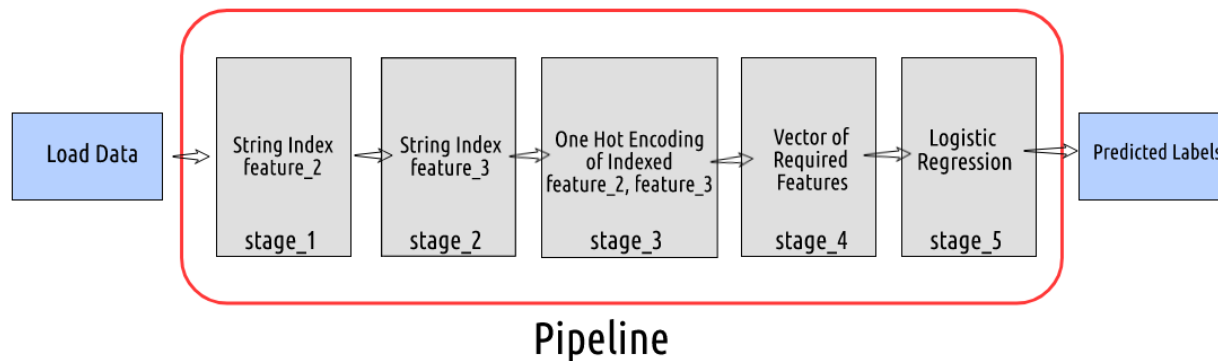 Load Data
String Index
feature_2
stage_1
String Index
feature_3
stage_2
One Hot Encoding
of Indexed
feature_2, feature_3
stage_3
Vector of
Required
Features
stage_4
Logistic
Regression
stage_5
Predicted Labels
Pipeline